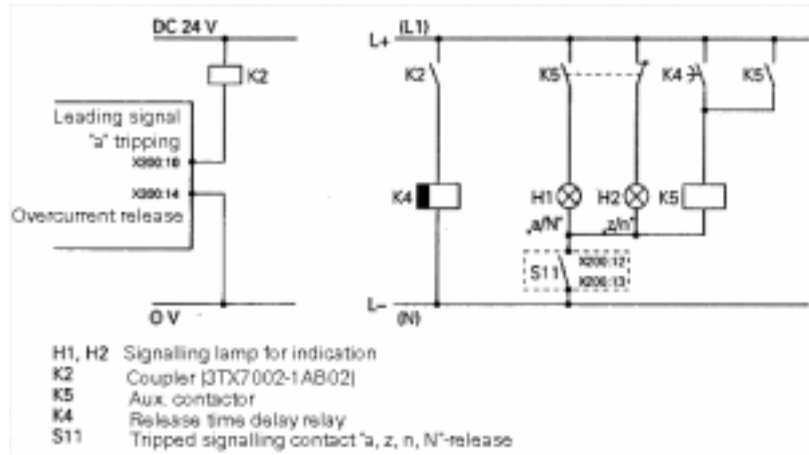 DC 24 V
K2
Leading signal
"a" tripping
X200:10
X200:14
Overcurrent release
0 V
L+ (L1)
K2
K5
K4
K5
K4
H1
H2
K5
„a/N"
„z/n"
S11
X200:12
X200:13
L– (N)
H1, H2 Signalling lamp for indication
K2 Coupler (3TX7002-1AB02)
K5 Aux. contactor
K4 Release time delay relay
S11 Tripped signalling contact "a, z, n, N"-release